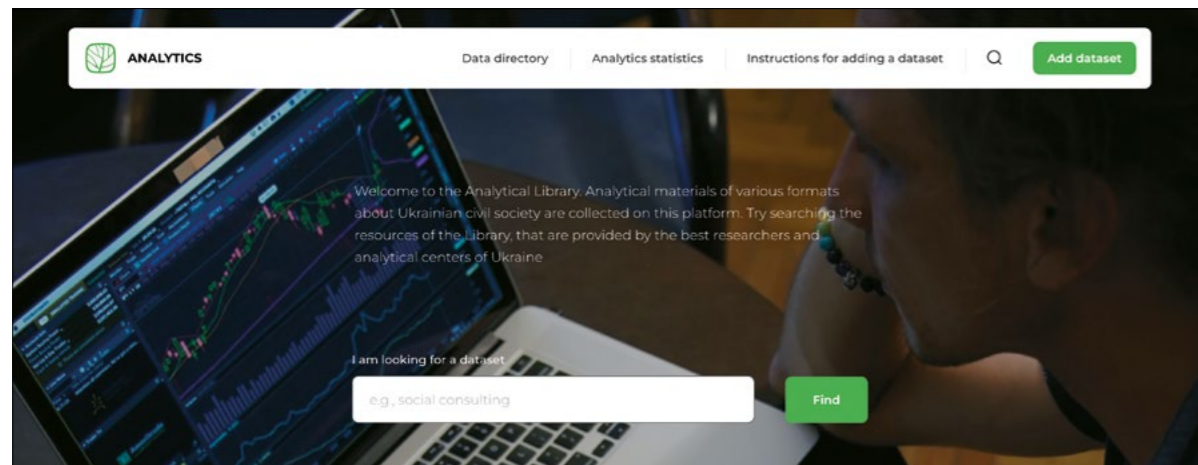 ANALYTICS
Data directory
Analytics statistics
Instructions for adding a dataset
Add dataset
Welcome to the Analytical Library. Analytical materials of various formats
about Ukrainian civil society are collected on this platform. Try searching the
resources of the Library, that are provided by the best researchers and
analytical centers of Ukraine
I am looking for a dataset
e.g., social consulting
Find